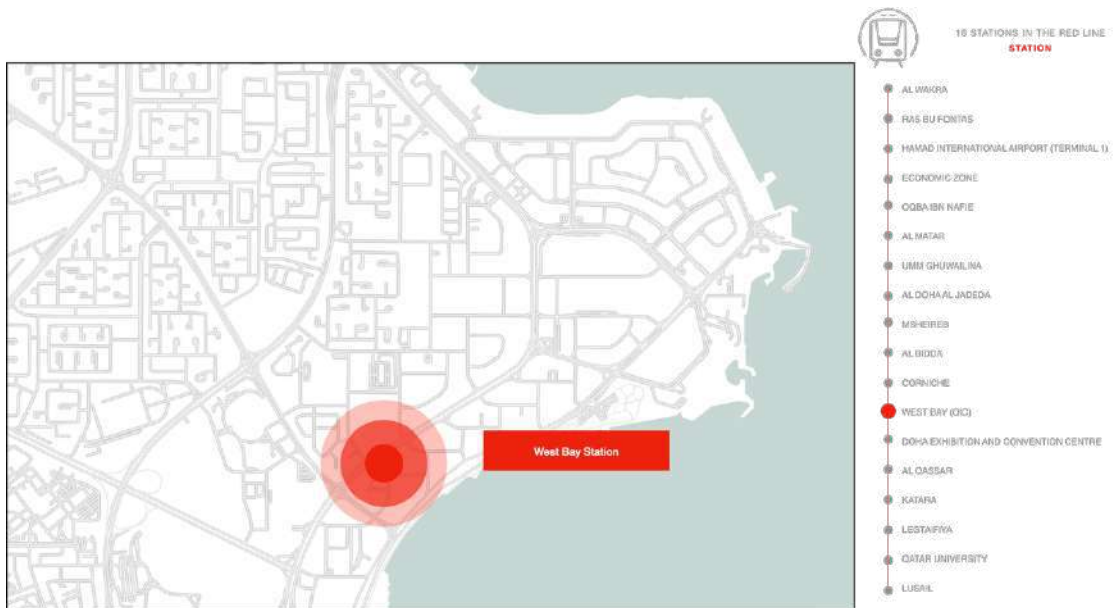 18 STATIONS IN THE RED LINE
STATION
AL WAKRA
RAS BU FONTAS
HAMAD INTERNATIONAL AIRPORT (TERMINAL 1)
ECONOMIC ZONE
OQBA IBN NAFIE
AL MATAR
UMM GHUWAILINA
AL DOHA AL JADEDA
MSHEIREB
AL BIDDA
CORNICHE
WEST BAY (QIC)
DOHA EXHIBITION AND CONVENTION CENTRE
AL QASSAR
KATARA
LEGTAIFIYA
QATAR UNIVERSITY
LUSAIL
West Bay Station